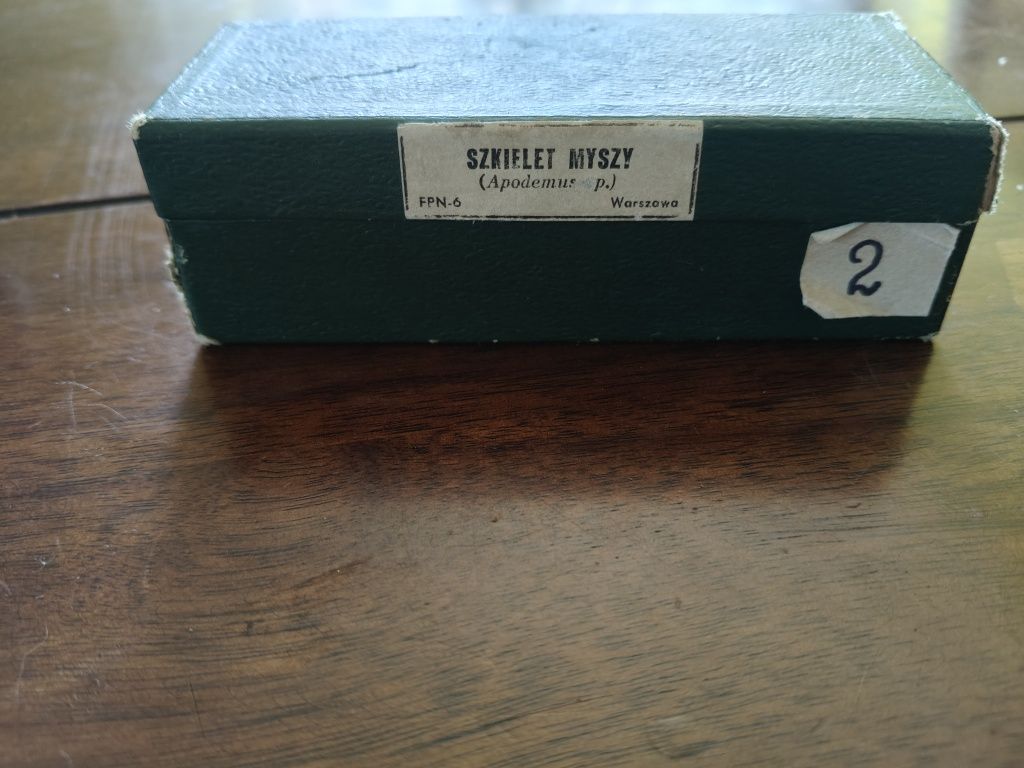 SZKIELET MYSZY
(Apodemus p.)
FPN-6 Warszawa
2